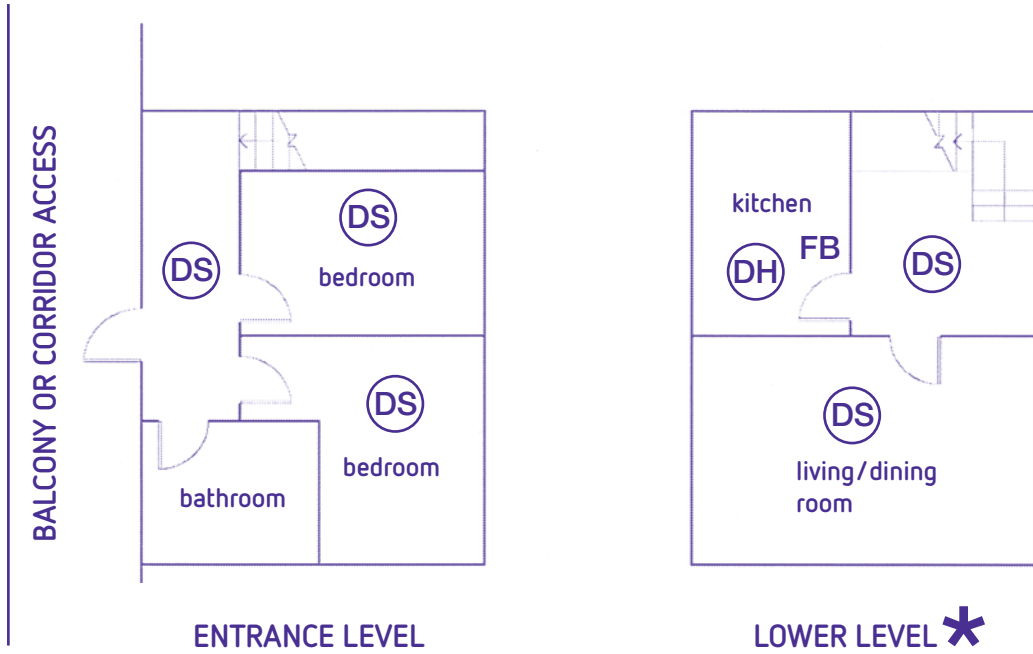 BALCONY OR CORRIDOR ACCESS
DS
DS
bedroom
DS
bedroom
bathroom
ENTRANCE LEVEL
kitchen
FB
DH
DS
DS
living/dining
room
LOWER LEVEL *